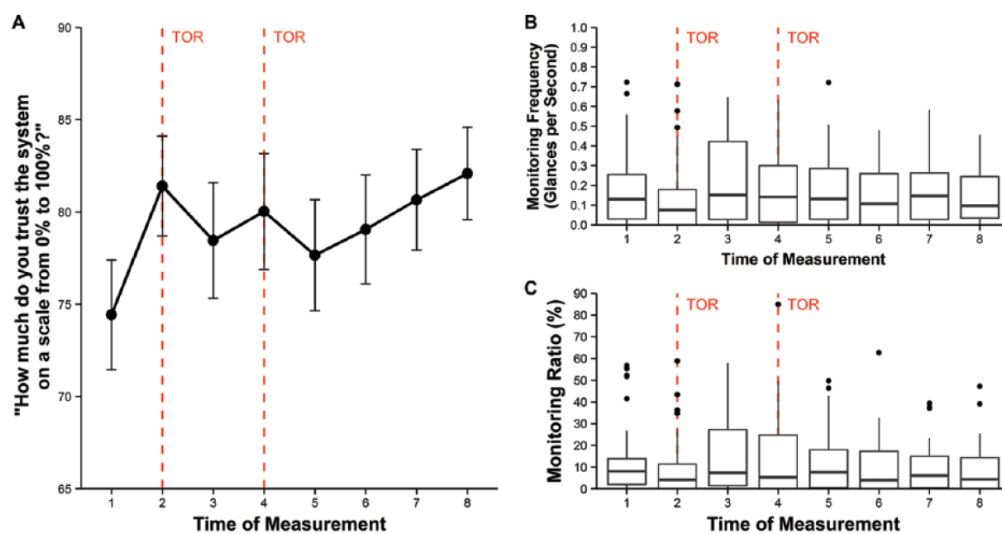 A
"How much do you trust the system
on a scale from 0% to 100%?"
90
85
80
75
70
65
TOR
TOR
1 2 3 4 5 6 7 8
Time of Measurement
B
Monitoring Frequency
(Glances per Second)
1.0
0.9
0.8
0.7
0.6
0.5
0.4
0.3
0.2
0.1
0.0
TOR
TOR
1 2 3 4 5 6 7 8
Time of Measurement
C
Monitoring Ratio (%)
90
80
70
60
50
40
30
20
10
0
TOR
TOR
1 2 3 4 5 6 7 8
Time of Measurement